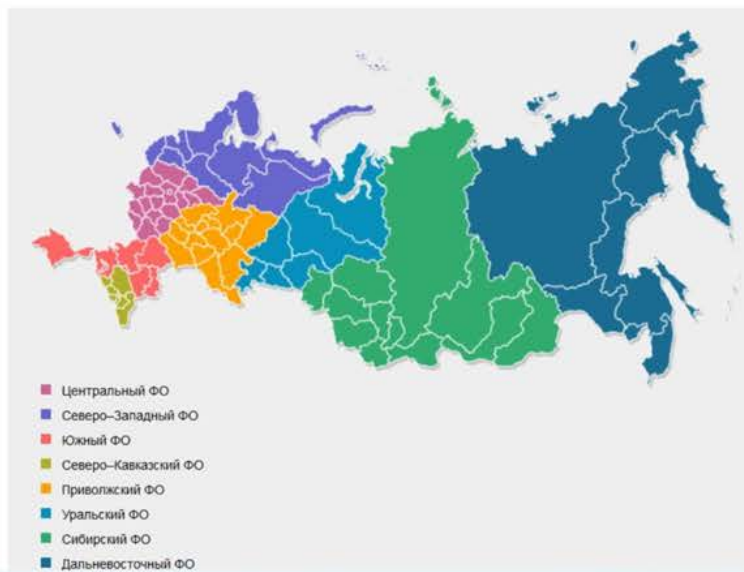 Центральный ФО
Северо–Западный ФО
Южный ФО
Северо–Кавказский ФО
Приволжский ФО
Уральский ФО
Сибирский ФО
Дальневосточный ФО